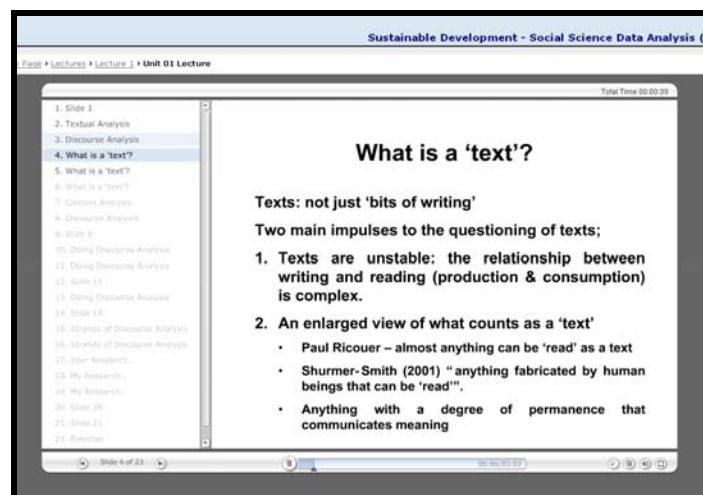 Sustainable Development - Social Science Data Analysis (
Page > Lectures > Lecture 1 > Unit 01 Lecture
Total Time 00:00:39
1. Slide 1
2. Textual Analysis
3. Discourse Analysis
4. What is a 'text'?
5. What is a 'text'?
6. What is a 'text'?
7. Content Analysis
8. Discourse Analysis
9. Slide 9
10. Doing Discourse Analysis
11. Doing Discourse Analysis
12. Slide 12
13. Doing Discourse Analysis
14. Slide 14
15. Strands of Discourse Analysis
16. Strands of Discourse Analysis
17. Your Research...
18. My Research...
19. My Research...
20. Slide 20
21. Slide 21
22. Exercise
What is a 'text'?
Texts: not just 'bits of writing'
Two main impulses to the questioning of texts;
1. Texts are unstable: the relationship between
writing and reading (production & consumption)
is complex.
2. An enlarged view of what counts as a 'text'
• Paul Ricouer – almost anything can be 'read' as a text
• Shurmer-Smith (2001) "anything fabricated by human
beings that can be 'read'".
• Anything with a degree of permanence that
communicates meaning
Slide 4 of 23